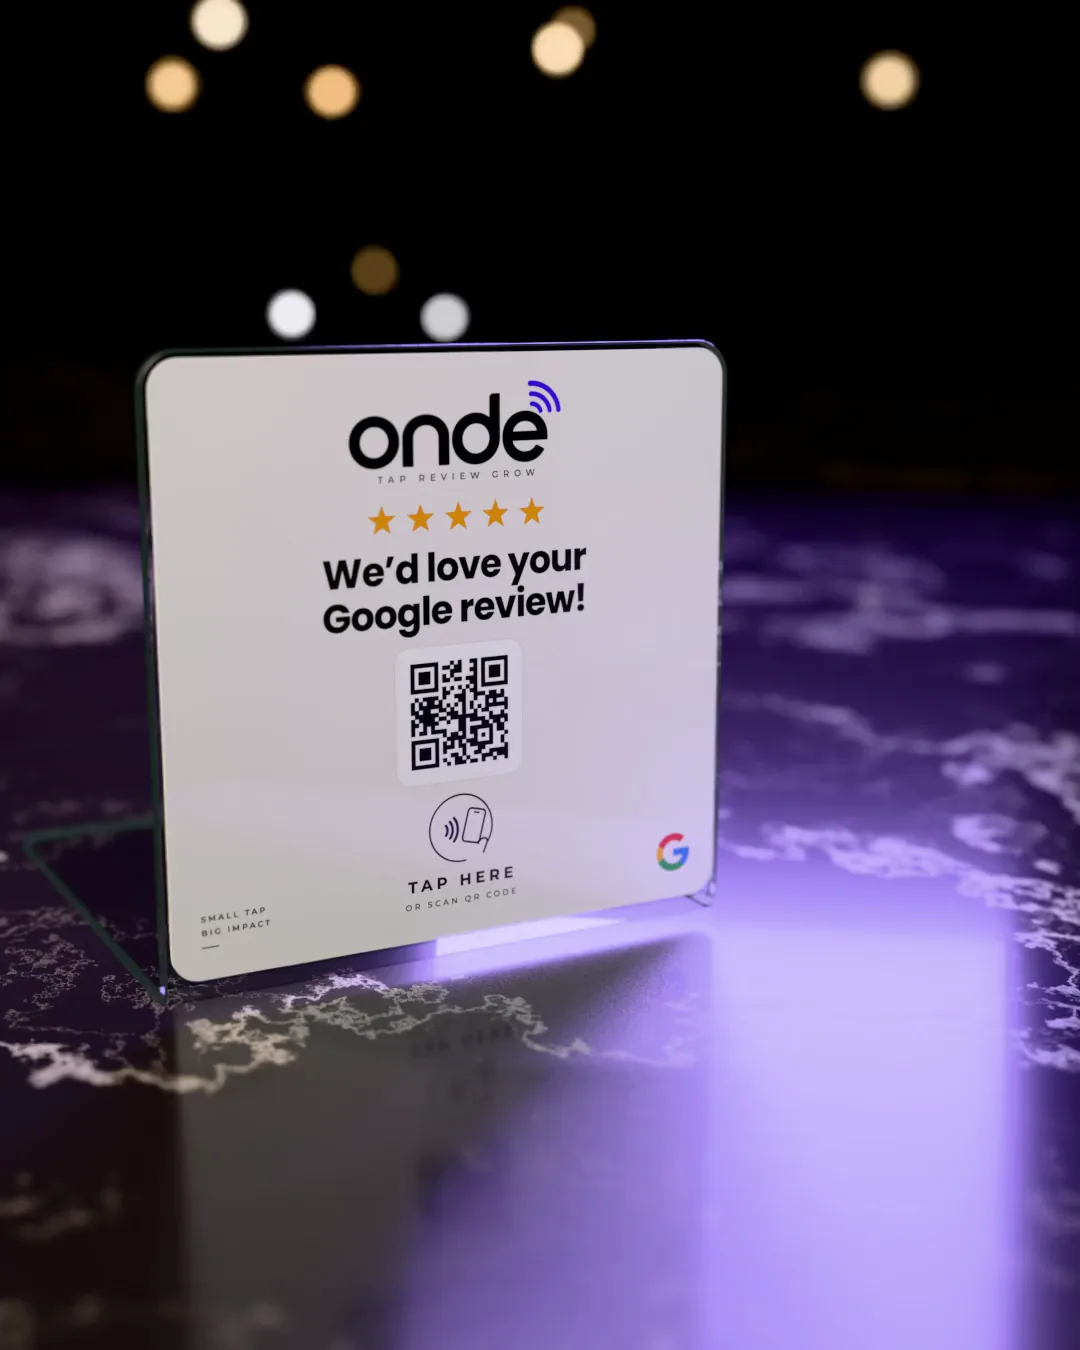 onde
TAP REVIEW GROW
We'd love your
Google review!
TAP HERE
OR SCAN QR CODE
SMALL TAP
BIG IMPACT
G